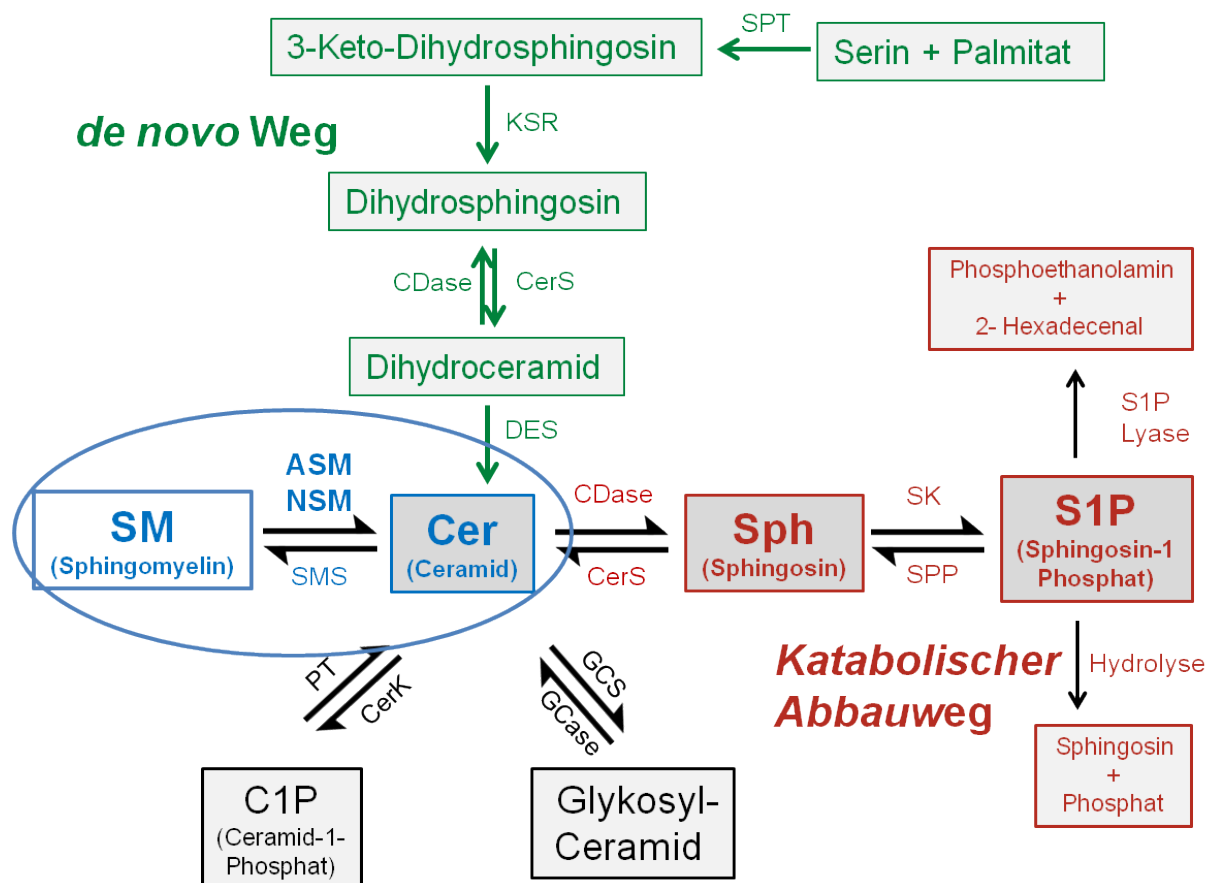 SPT
3-Keto-Dihydrosphingosin
Serin + Palmitat
de novo Weg
KSR
Dihydrosphingosin
CDase
CerS
Phosphoethanolamin
+
2- Hexadecenal
Dihydroceramid
DES
S1P
Lyase
ASM
NSM
SM
(Sphingomyelin)
SMS
Cer
(Ceramid)
CDase
CerS
Sph
(Sphingosin)
SK
SPP
S1P
(Sphingosin-1
Phosphat)
PT
CerK
GCS
GCase
Katabolischer
Abbauweg
Hydrolyse
C1P
(Ceramid-1-
Phosphat)
Glykosyl-
Ceramid
Sphingosin
+
Phosphat